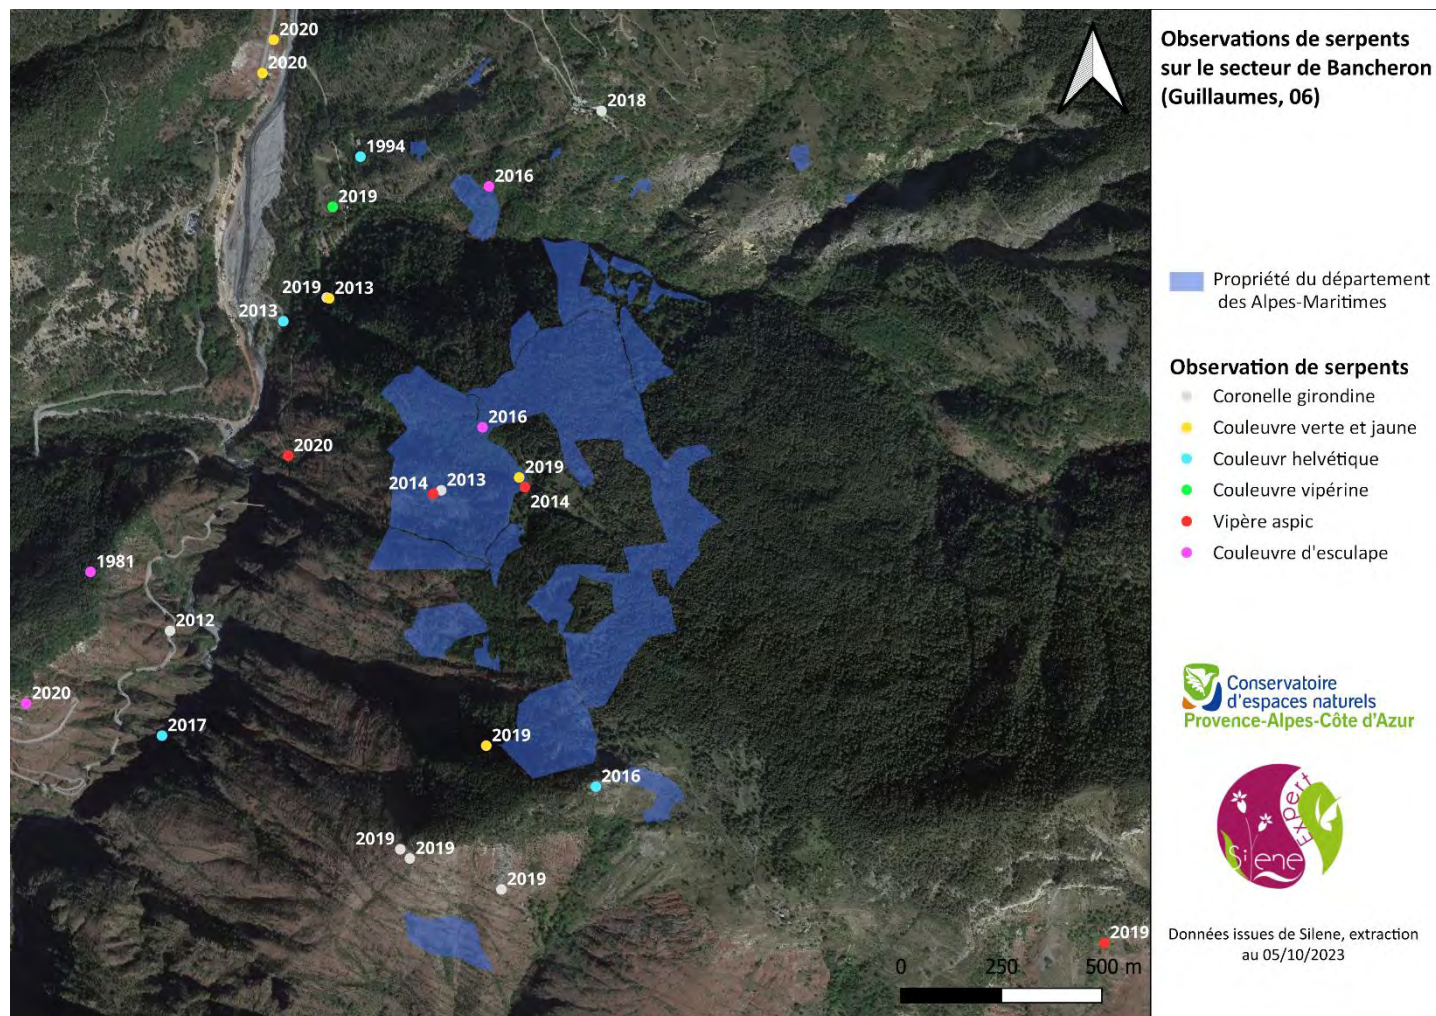 Observations de serpents
sur le secteur de Bancheron
(Guillaumes, 06)
Propriété du département
des Alpes-Maritimes
Observation de serpents
Coronelle girondine
Couleuvre verte et jaune
Couleuvr helvétique
Couleuvre vipérine
Vipère aspic
Couleuvre d'esculape
Conservatoire
d'espaces naturels
Provence-Alpes-Côte d'Azur
Silene
Expert
Données issues de Silene, extraction
au 05/10/2023
2020
2020
2018
1994
2016
2019
2019
2013
2013
2016
2020
2019
2014
2013
2014
1981
2012
2020
2017
2019
2016
2019
2019
2019
2019
0 250 500 m